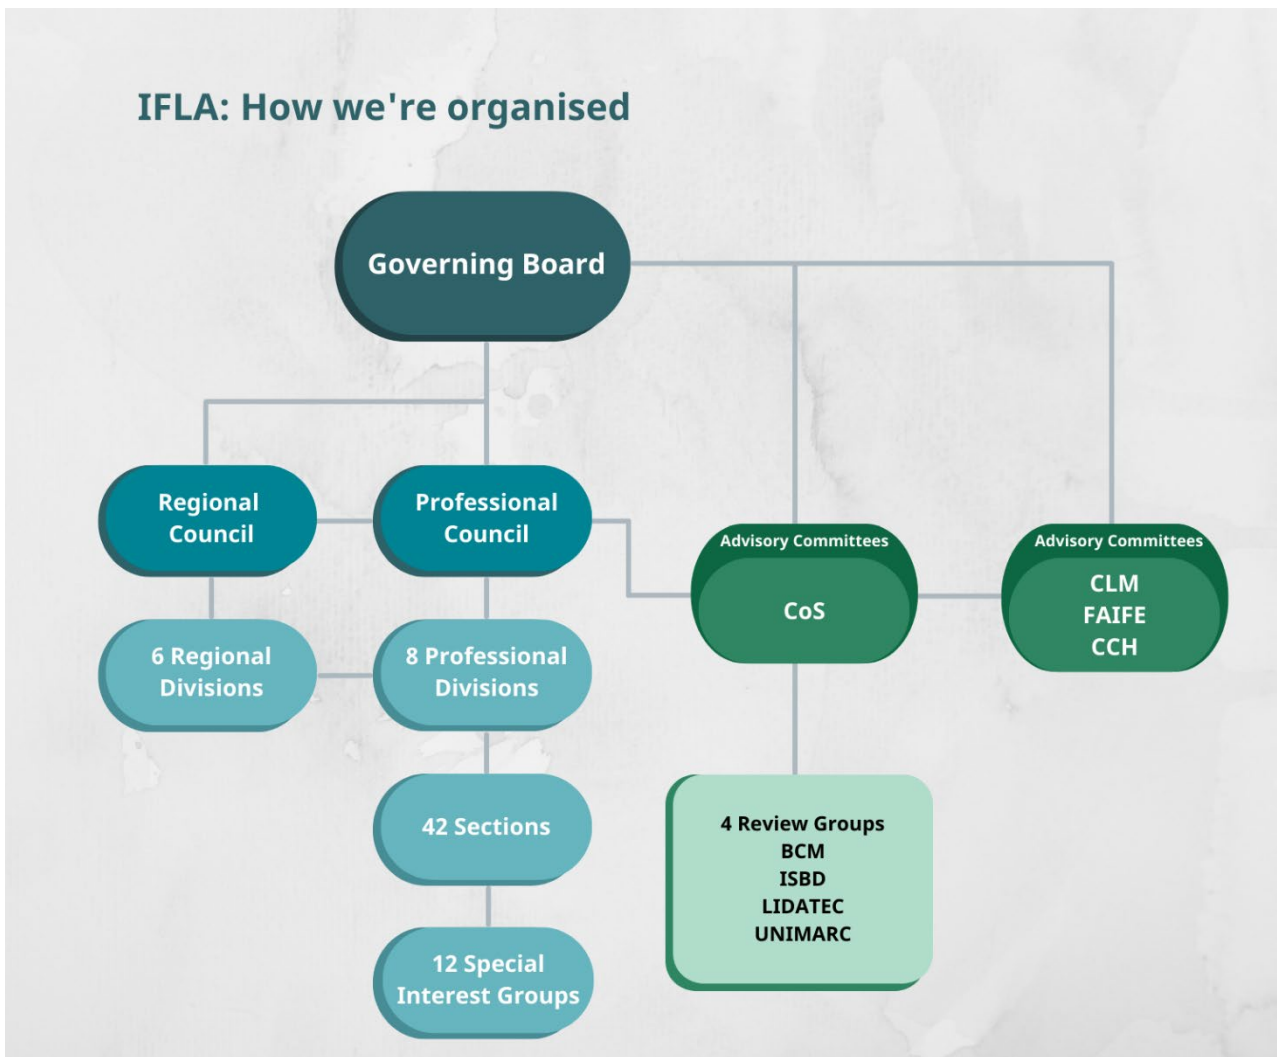 IFLA: How we're organised
Governing Board
Regional
Council
Professional
Council
Advisory Committees
CoS
Advisory Committees
CLM
FAIFE
CCH
6 Regional
Divisions
8 Professional
Divisions
42 Sections
12 Special
Interest Groups
4 Review Groups
BCM
ISBD
LIDATEC
UNIMARC